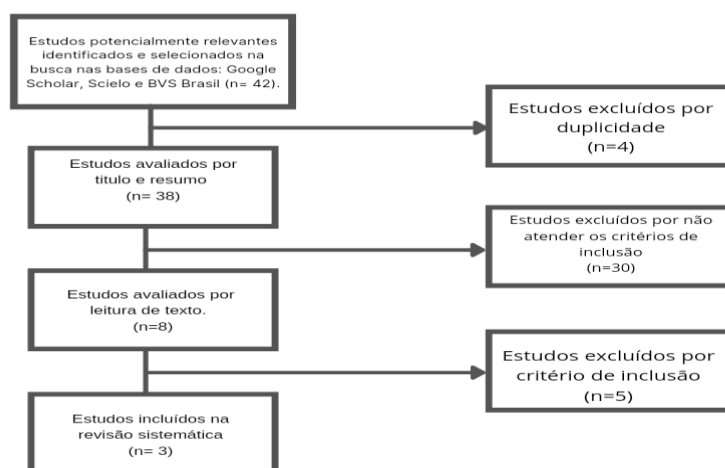 Estudos potencialmente relevantes
identificados e selecionados na
busca nas bases de dados: Google
Scholar, Scielo e BVS Brasil (n= 42).
Estudos excluídos por
duplicidade
(n=4)
Estudos avaliados por
titulo e resumo
(n= 38)
Estudos excluídos por não
atender os critérios de
inclusão
(n=30)
Estudos avaliados por
leitura de texto.
(n=8)
Estudos excluídos por
critério de inclusão
(n=5)
Estudos incluídos na
revisão sistemática
(n= 3)